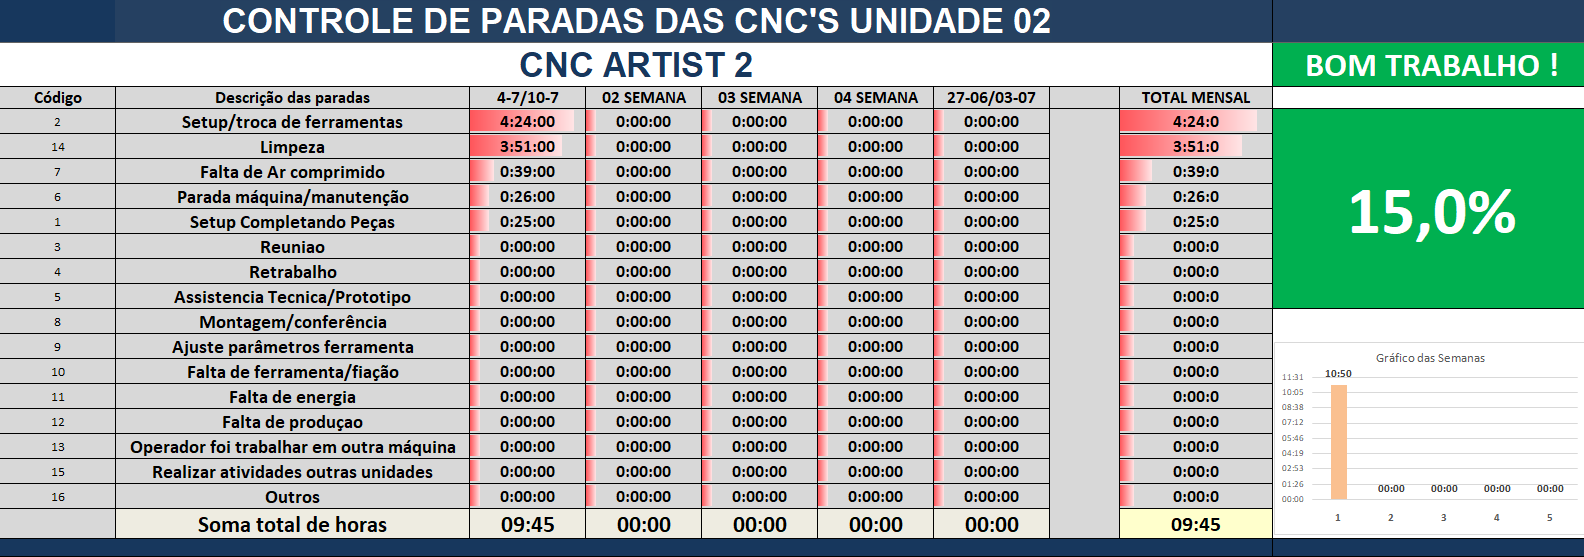 CONTROLE DE PARADAS DAS CNC'S UNIDADE 02
CNC ARTIST 2 BOM TRABALHO !
Código Descrição das paradas 4-7/10-7 02 SEMANA 03 SEMANA 04 SEMANA 27-06/03-07 TOTAL MENSAL
2 Setup/troca de ferramentas 4:24:00 0:00:00 0:00:00 0:00:00 0:00:00 4:24:0
14 Limpeza 3:51:00 0:00:00 0:00:00 0:00:00 0:00:00 3:51:0
7 Falta de Ar comprimido 0:39:00 0:00:00 0:00:00 0:00:00 0:00:00 0:39:0
6 Parada máquina/manutenção 0:26:00 0:00:00 0:00:00 0:00:00 0:00:00 0:26:0
1 Setup Completando Peças 0:25:00 0:00:00 0:00:00 0:00:00 0:00:00 0:25:0
3 Reuniao 0:00:00 0:00:00 0:00:00 0:00:00 0:00:00 0:00:0
4 Retrabalho 0:00:00 0:00:00 0:00:00 0:00:00 0:00:00 0:00:0
5 Assistencia Tecnica/Prototipo 0:00:00 0:00:00 0:00:00 0:00:00 0:00:00 0:00:0
8 Montagem/conferência 0:00:00 0:00:00 0:00:00 0:00:00 0:00:00 0:00:0
9 Ajuste parâmetros ferramenta 0:00:00 0:00:00 0:00:00 0:00:00 0:00:00 0:00:0
10 Falta de ferramenta/fiação 0:00:00 0:00:00 0:00:00 0:00:00 0:00:00 0:00:0
11 Falta de energia 0:00:00 0:00:00 0:00:00 0:00:00 0:00:00 0:00:0
12 Falta de produçao 0:00:00 0:00:00 0:00:00 0:00:00 0:00:00 0:00:0
13 Operador foi trabalhar em outra máquina 0:00:00 0:00:00 0:00:00 0:00:00 0:00:00 0:00:0
15 Realizar atividades outras unidades 0:00:00 0:00:00 0:00:00 0:00:00 0:00:00 0:00:0
16 Outros 0:00:00 0:00:00 0:00:00 0:00:00 0:00:00 0:00:0
Soma total de horas 09:45 00:00 00:00 00:00 00:00 09:45
15,0%
Gráfico das Semanas
10:50
11:31
10:05
08:38
07:12
05:46
04:19
02:53
01:26
00:00
00:00 00:00 00:00 00:00
1 2 3 4 5